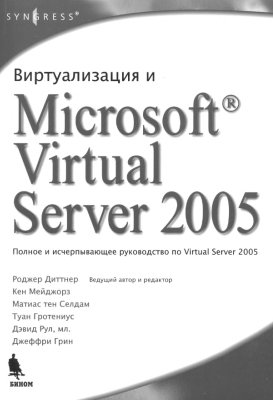 SYNGRESS®
Виртуализация и
Microsoft®
Virtual
Server 2005
Полное и исчерпывающее руководство по Virtual Server 2005
Роджер Диттнер Ведущий автор и редактор
Кен Мейджорз
Матиас тен Селдам
Туан Гротениус
Дэвид Рул, мл.
Джеффри Грин
БИНОМ